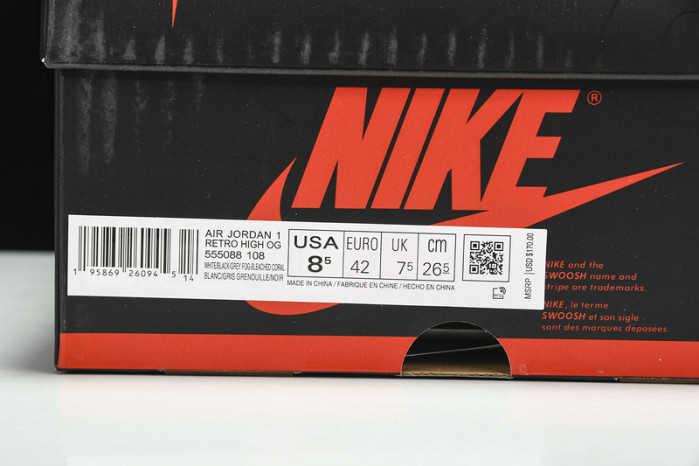 NIKE®
AIR JORDAN 1
RETRO HIGH OG
555088 108
WHITE/BLACK-GREY FOG-BLEACHED CORAL
BLANC/GRIS GRENOUILLE/NOIR
1 95869 26094 5 14
USA EURO UK cm
8⁵ 42 7⁵ 26⁵
MADE IN CHINA / FABRIQUE EN CHINE / HECHO EN CHINA
MSRP USD $170.00
NIKE and the
SWOOSH name and
stripe are trademarks.
NIKE, le terme
SWOOSH et son sigle -
sont des marques déposées.